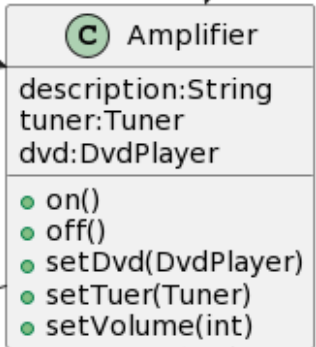 C Amplifier
description:String
tuner:Tuner
dvd:DvdPlayer
on()
off()
setDvd(DvdPlayer)
setTuer(Tuner)
setVolume(int)